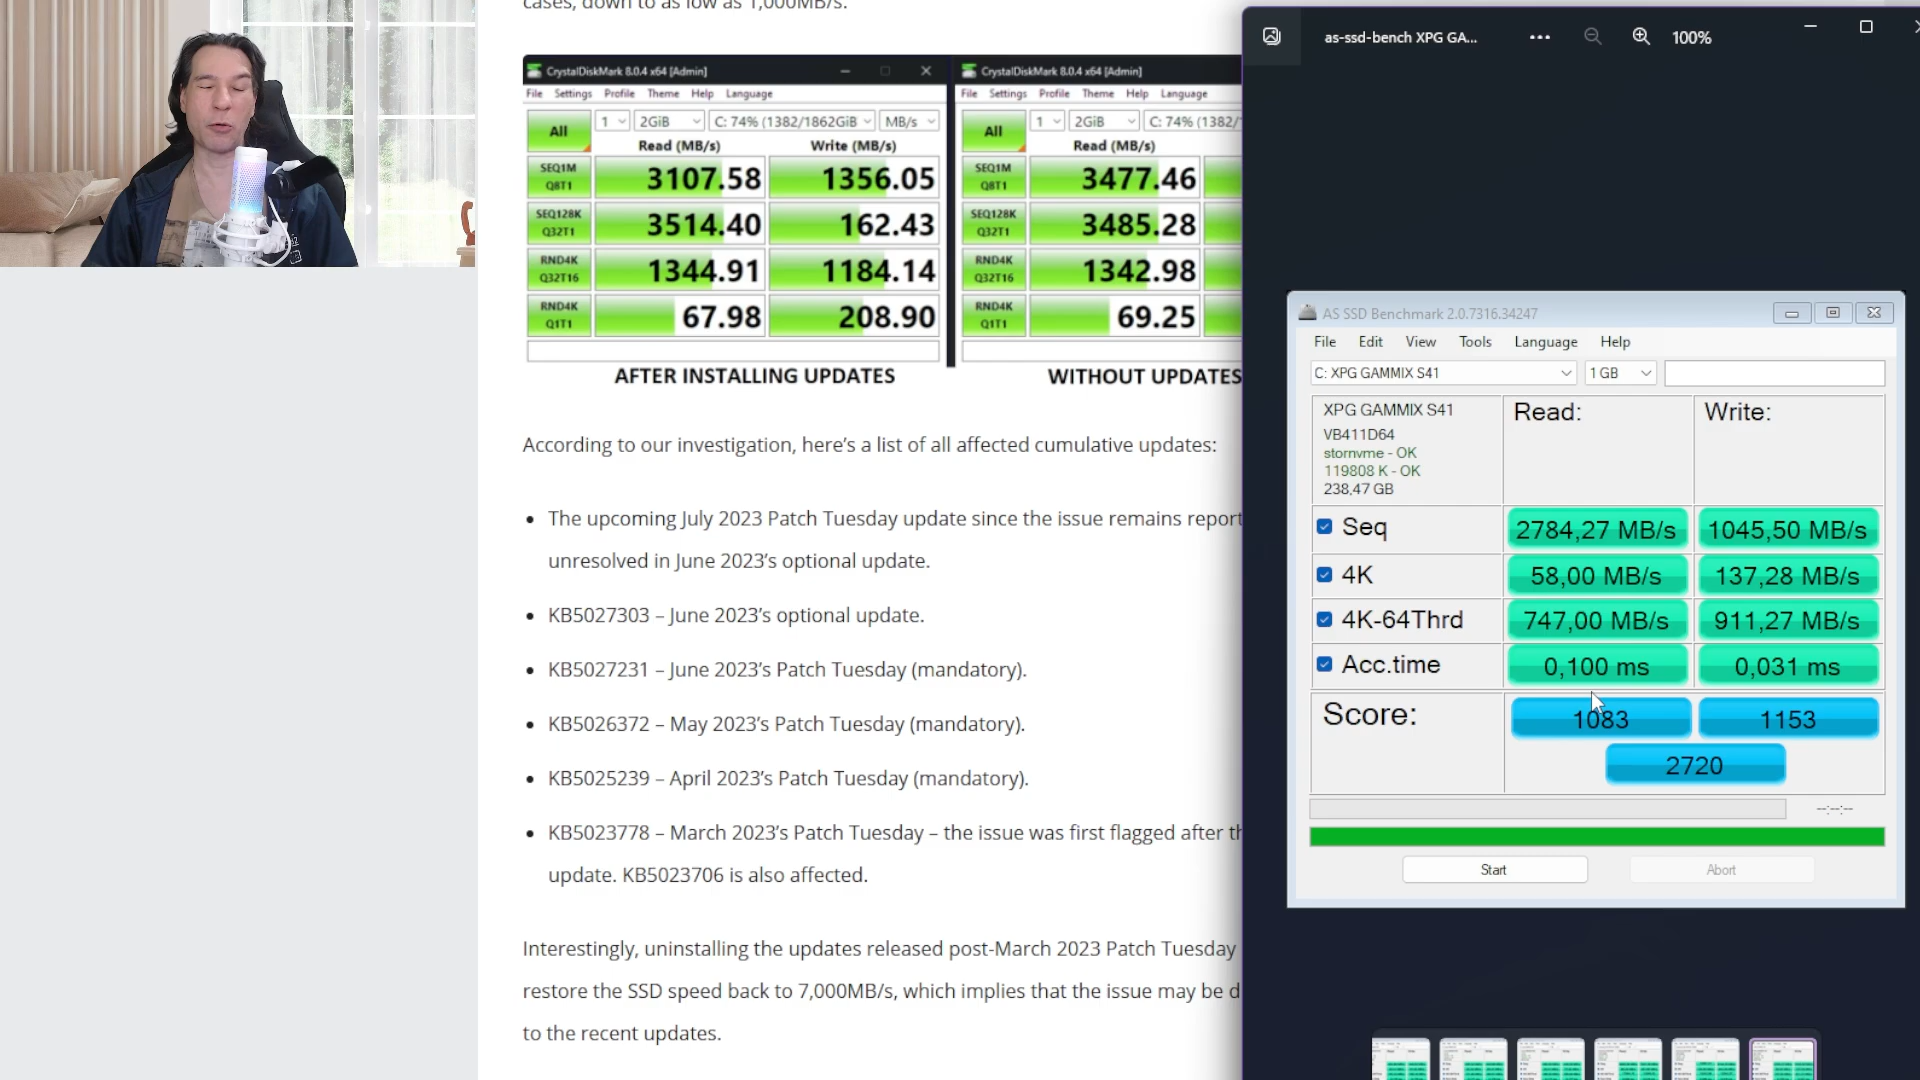 cases, down to as low as 1,000MB/s.
CrystalDiskMark 8.0.4 x64 [Admin]
File Settings Profile Theme Help Language
All 1 2GiB C: 74% (1382/1862GiB MB/s
Read (MB/s) Write (MB/s)
SEQ1M
Q8T1
3107.58 1356.05
SEQ128K
Q32T1
3514.40 162.43
RND4K
Q32T16
1344.91 1184.14
RND4K
Q1T1
67.98 208.90
AFTER INSTALLING UPDATES
CrystalDiskMark 8.0.4 x64 [Admin]
File Settings Profile Theme Help Language
All 1 2GiB C: 74% (1382/
Read (MB/s)
SEQ1M
Q8T1
3477.46
SEQ128K
Q32T1
3485.28
RND4K
Q32T16
1342.98
RND4K
Q1T1
69.25
WITHOUT UPDATES
According to our investigation, here's a list of all affected cumulative updates:
• The upcoming July 2023 Patch Tuesday update since the issue remains report
unresolved in June 2023's optional update.
• KB5027303 – June 2023's optional update.
• KB5027231 – June 2023's Patch Tuesday (mandatory).
• KB5026372 – May 2023's Patch Tuesday (mandatory).
• KB5025239 – April 2023's Patch Tuesday (mandatory).
• KB5023778 – March 2023's Patch Tuesday – the issue was first flagged after th
update. KB5023706 is also affected.
Interestingly, uninstalling the updates released post-March 2023 Patch Tuesday
restore the SSD speed back to 7,000MB/s, which implies that the issue may be d
to the recent updates.
as-ssd-bench XPG GA... ••• 100%
AS SSD Benchmark 2.0.7316.34247
File Edit View Tools Language Help
C: XPG GAMMIX S41 1 GB
XPG GAMMIX S41
VB411D64
stornvme - OK
119808 K - OK
238,47 GB
Read: Write:
Seq 2784,27 MB/s 1045,50 MB/s
4K 58,00 MB/s 137,28 MB/s
4K-64Thrd 747,00 MB/s 911,27 MB/s
Acc.time 0,100 ms 0,031 ms
Score: 1083 1153
2720
--:--:--
Start Abort